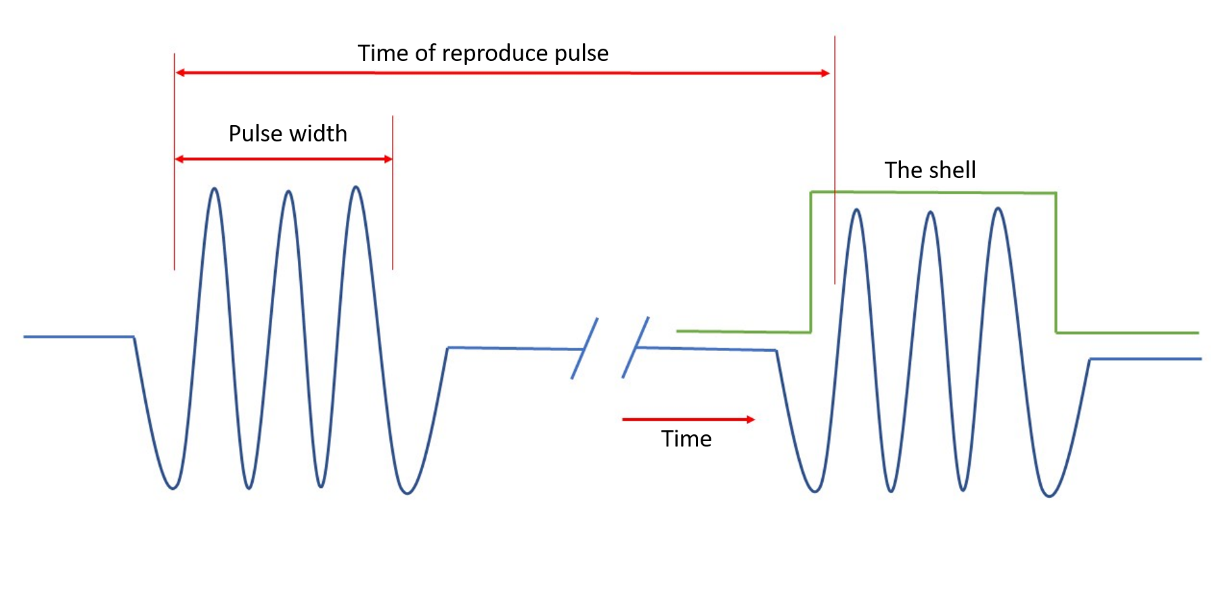 Time of reproduce pulse
Pulse width
The shell
Time